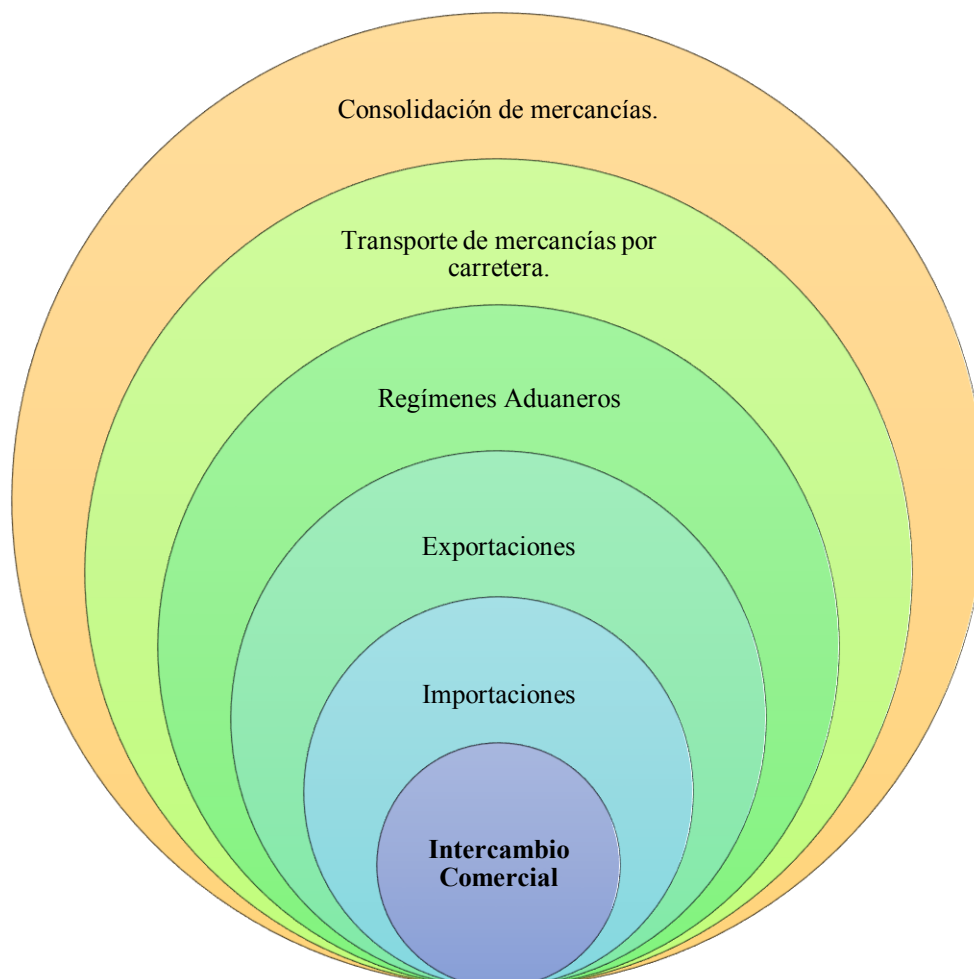 Consolidación de mercancías.
Transporte de mercancías por
carretera.
Regímenes Aduaneros
Exportaciones
Importaciones
Intercambio
Comercial